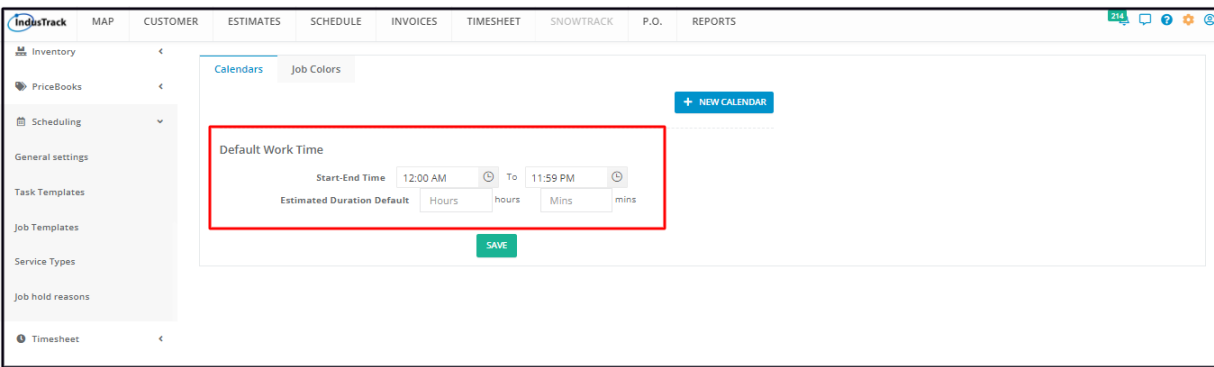 IndusTrack MAP CUSTOMER ESTIMATES SCHEDULE INVOICES TIMESHEET SNOWTRACK P.O. REPORTS 214
Inventory
PriceBooks
Scheduling
General settings
Task Templates
Job Templates
Service Types
Job hold reasons
Timesheet
Calendars Job Colors
+ NEW CALENDAR
Default Work Time
Start-End Time 12:00 AM To 11:59 PM
Estimated Duration Default Hours hours Mins mins
SAVE